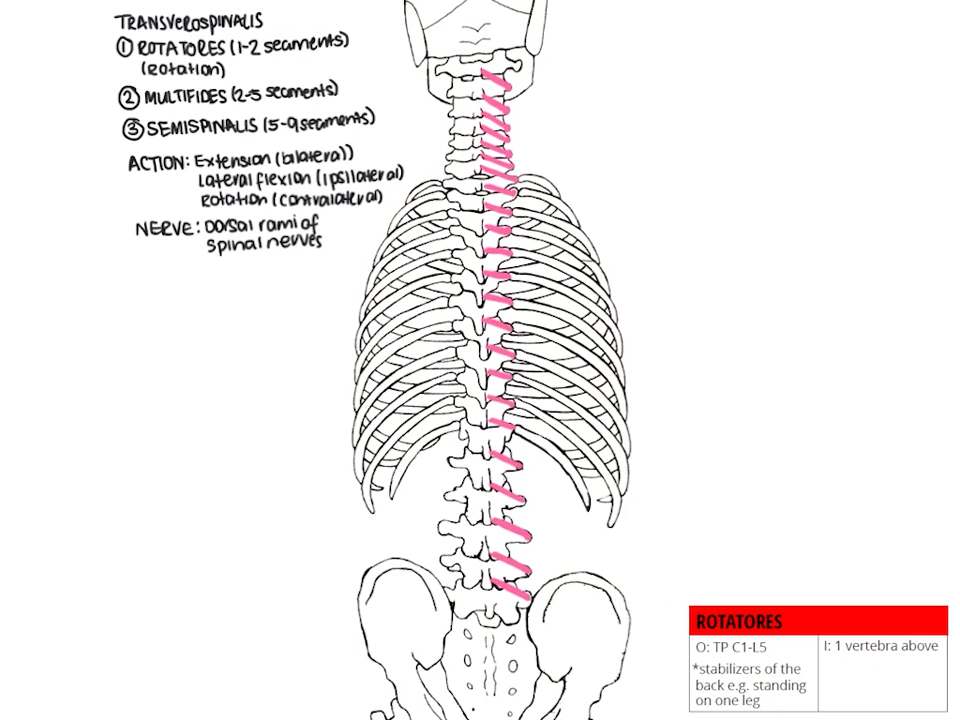 TRANSVEROSPINALIS
① ROTATORES (1-2 segments)
(Rotation)
② MULTIFIDES (2-5 segments)
③ SEMISPINALIS (5-9 segments)
ACTION: Extension (bilateral)
Lateral flexion (ipsilateral)
Rotation (contralateral)
NERVE: Dorsal rami of
spinal nerves
ROTATORES
O: TP C1-L5
*stabilizers of the
back e.g. standing
on one leg
I: 1 vertebra above